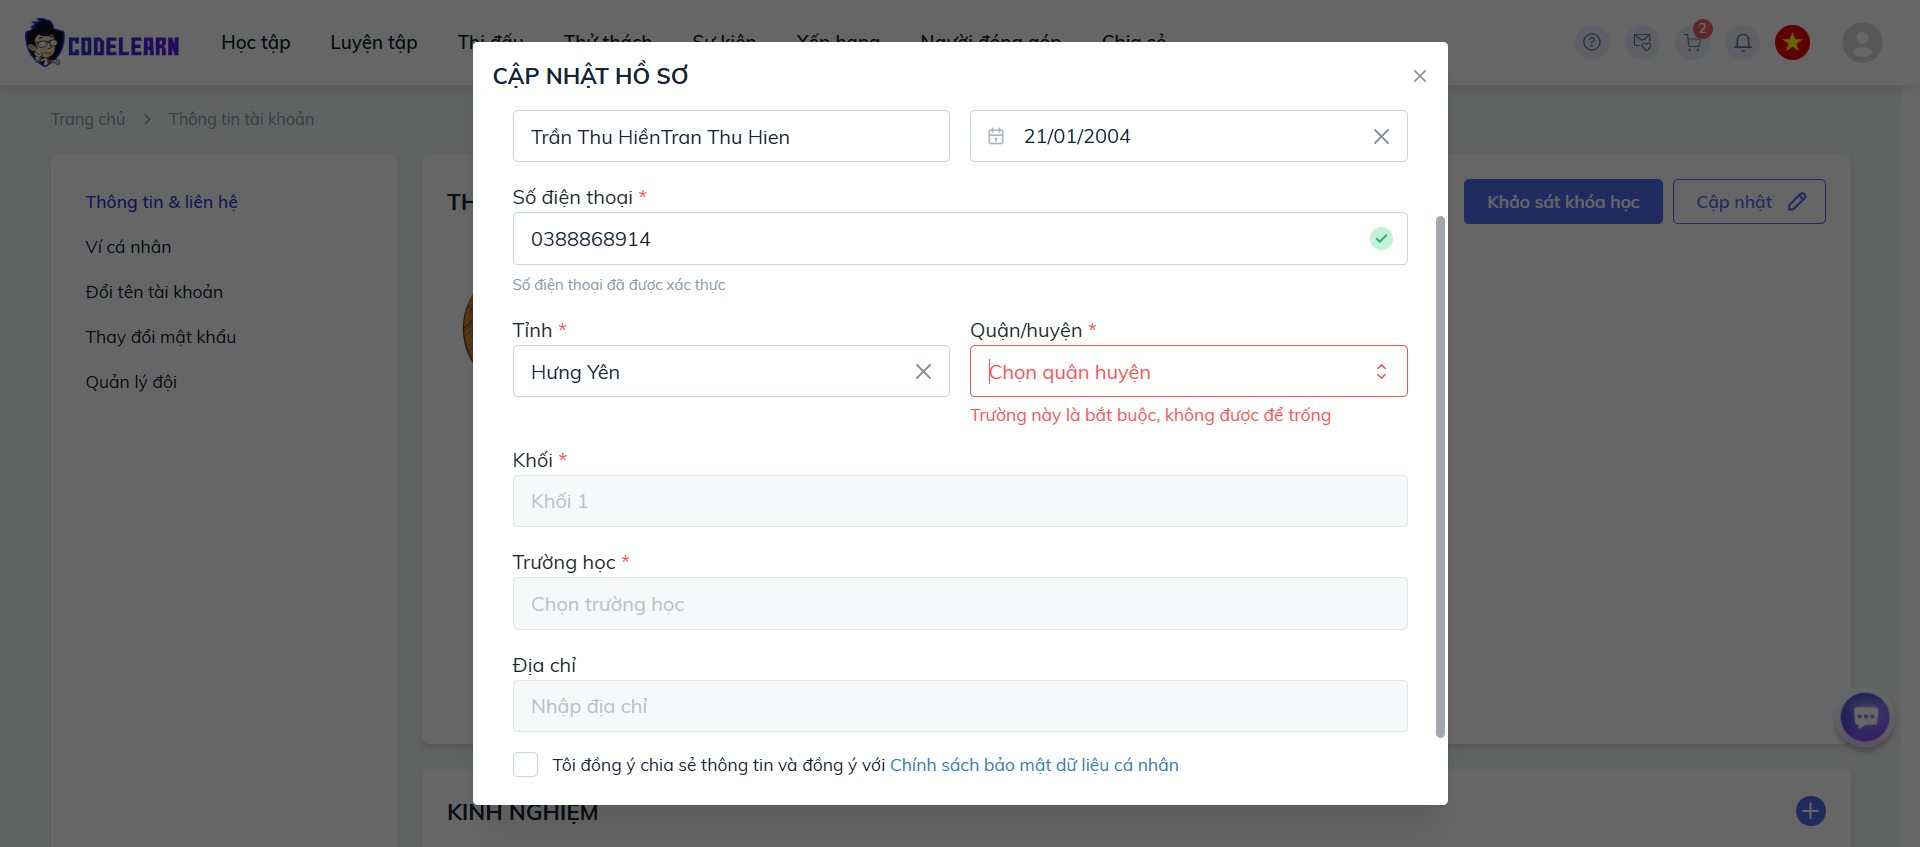 CODELEARN
Học tập
Luyện tập
Thi đấu
Thử thách
Sự kiện
Xếp hạng
Người đóng góp
Chia sẻ
2
CẬP NHẬT HỒ SƠ
Trang chủ
Thông tin tài khoản
Trần Thu HiềnTran Thu Hien
21/01/2004
Thông tin & liên hệ
Ví cá nhân
Đổi tên tài khoản
Thay đổi mật khẩu
Quản lý đội
TH
Khảo sát khóa học
Cập nhật
Số điện thoại *
0388868914
Số điện thoại đã được xác thực
Tỉnh *
Quận/huyện *
Hưng Yên
Chọn quận huyện
Trường này là bắt buộc, không được để trống
Khối *
Khối 1
Trường học *
Chọn trường học
Địa chỉ
Nhập địa chỉ
Tôi đồng ý chia sẻ thông tin và đồng ý với Chính sách bảo mật dữ liệu cá nhân
KINH NGHIỆM